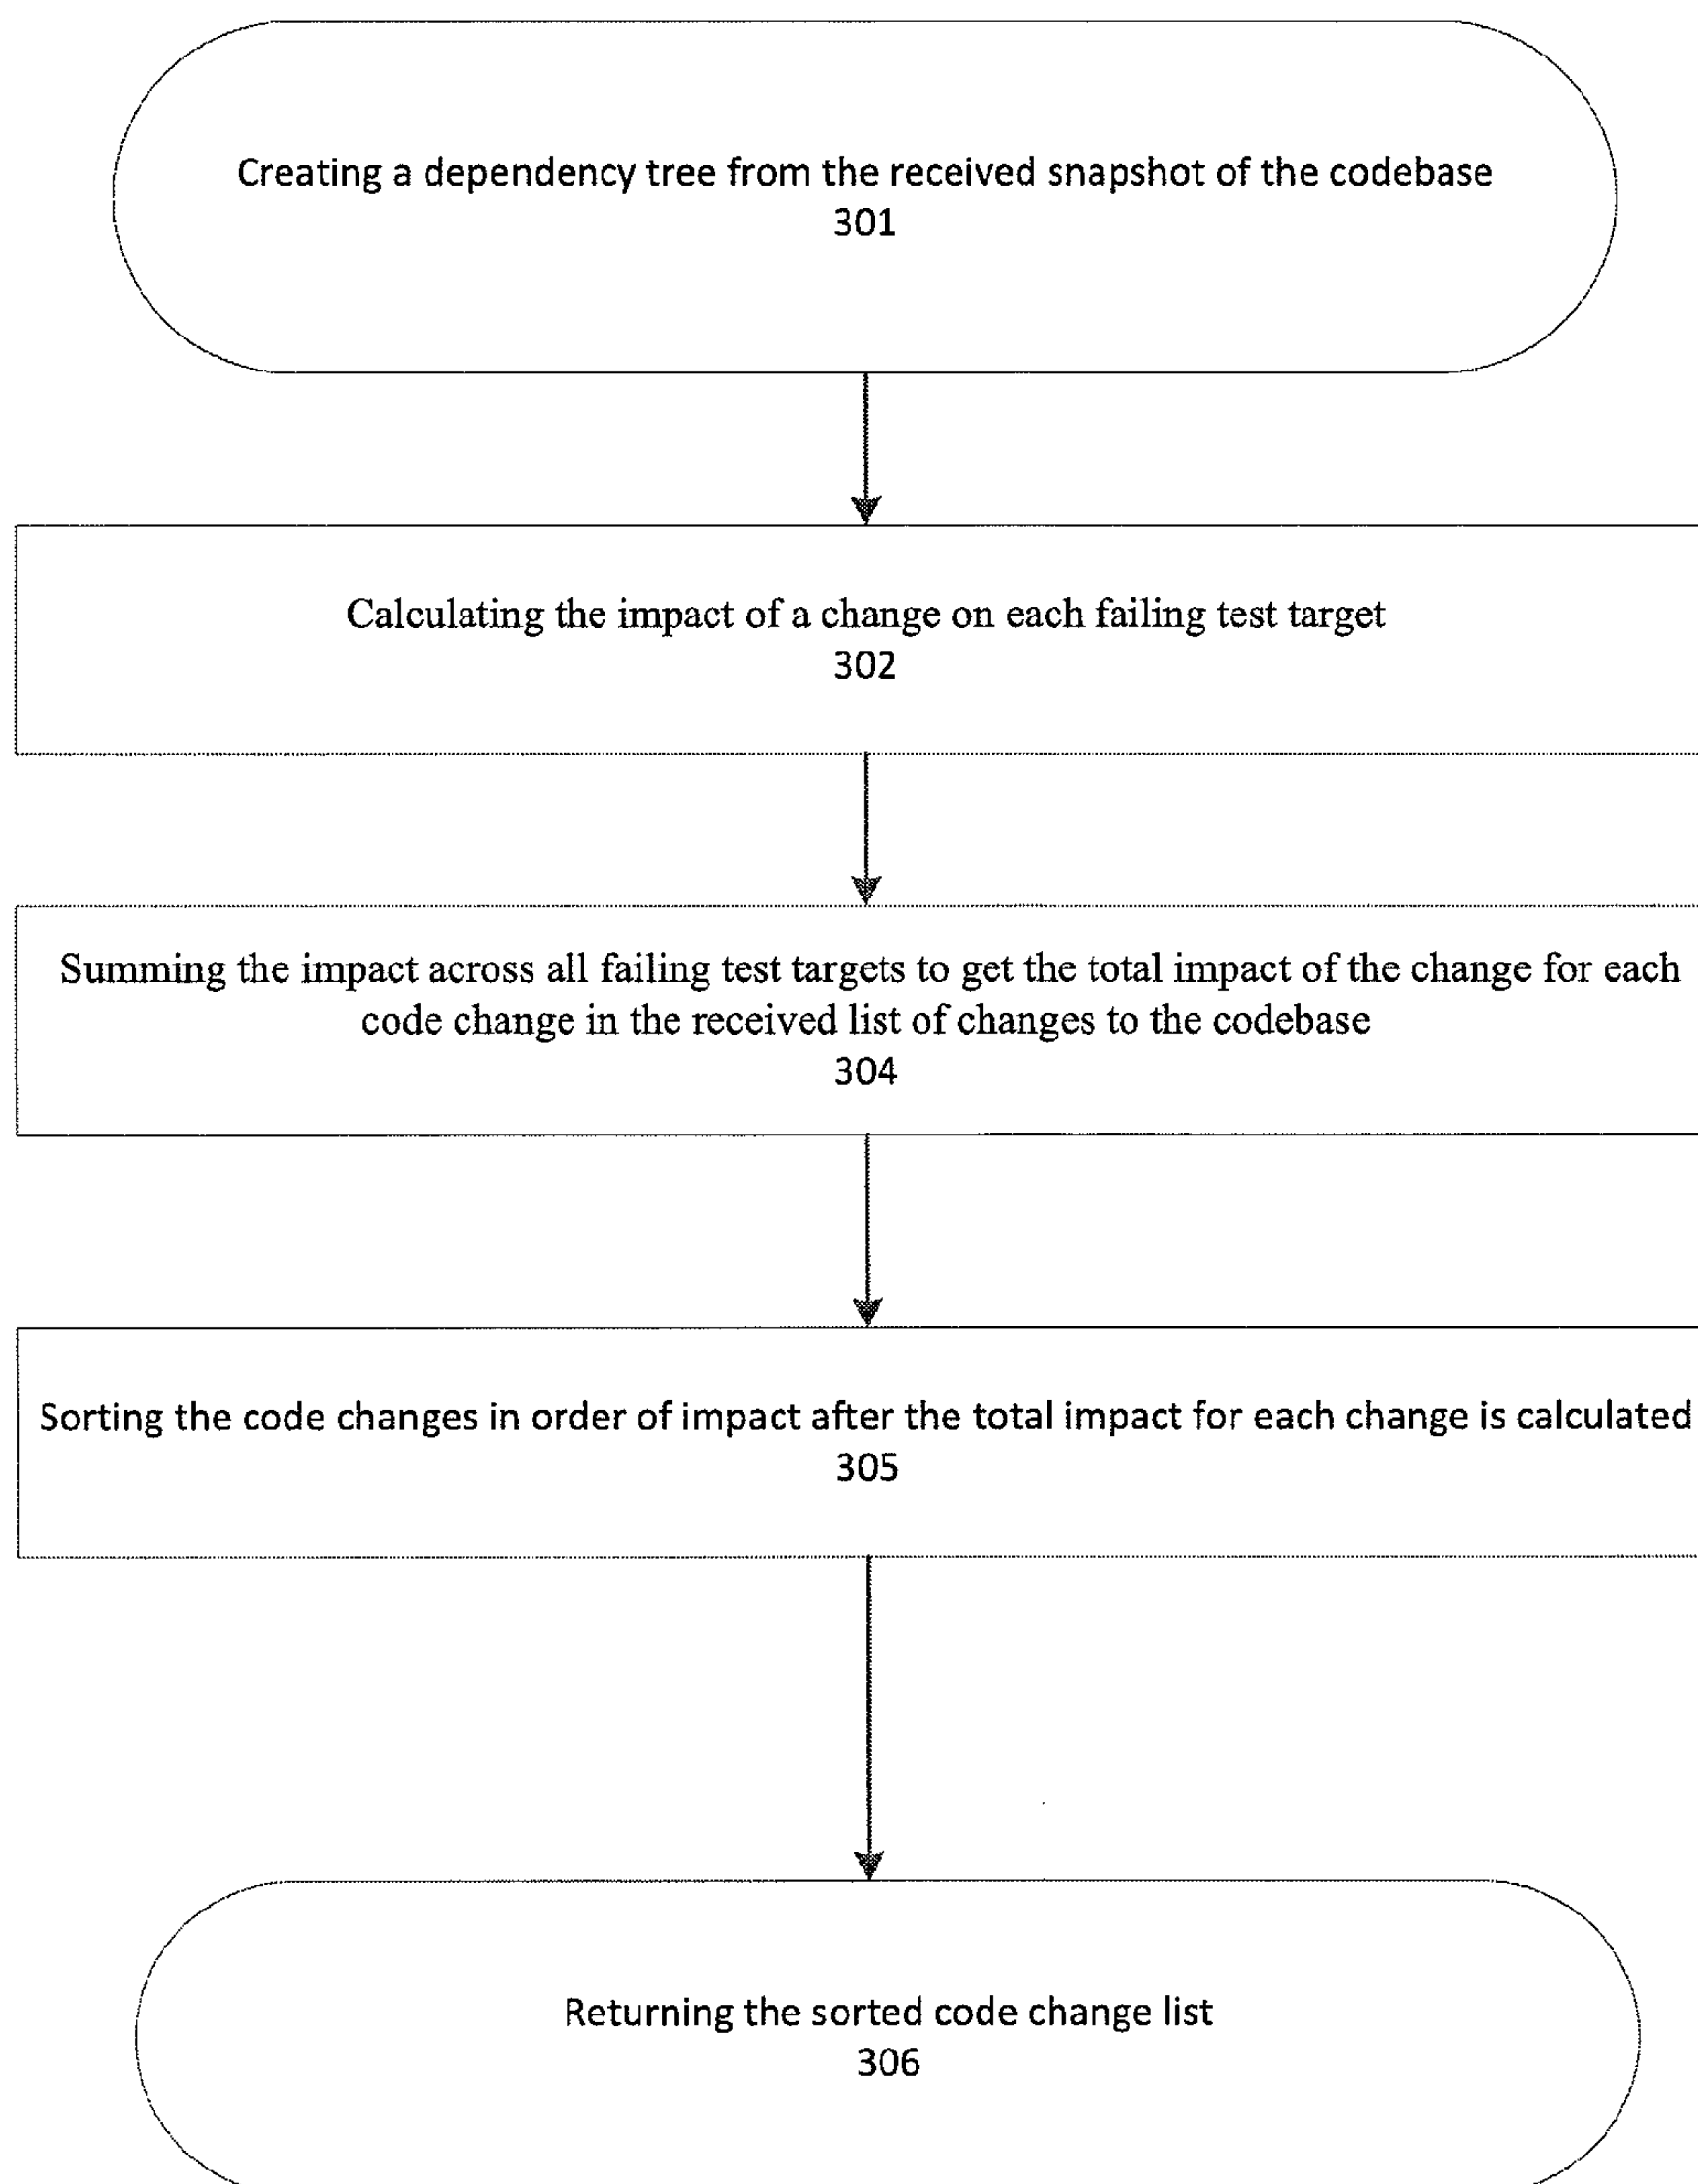 Creating a dependency tree from the received snapshot of the codebase
301
Calculating the impact of a change on each failing test target
302
Summing the impact across all failing test targets to get the total impact of the change for each
code change in the received list of changes to the codebase
304
Sorting the code changes in order of impact after the total impact for each change is calculated
305
Returning the sorted code change list
306